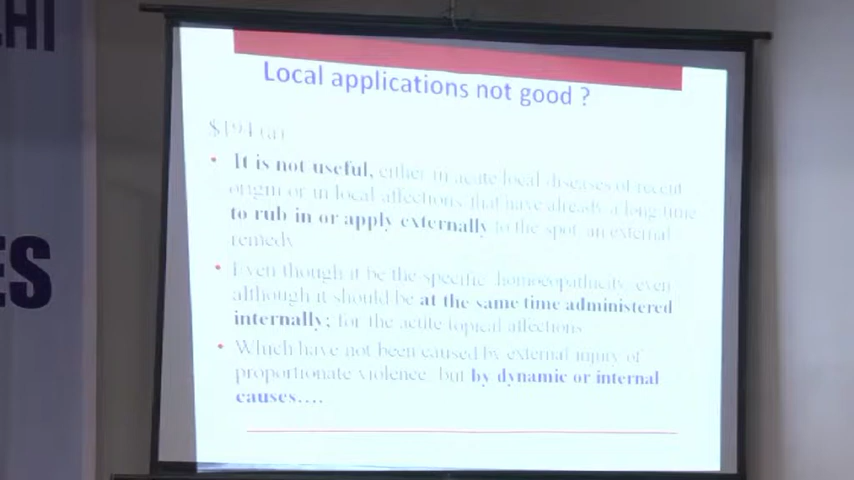 LHI
ES
Local applications not good ?
$194 (a)
• It is not useful, either in acute local diseases of recent
origin or in local affections that have already a long time
to rub in or apply externally to the spot an external
remedy
• Even though it be the specific homoeopathicity, even
although it should be at the same time administered
internally; for the acute topical affections
• Which have not been caused by external injury of
proportionate violence but by dynamic or internal
causes....